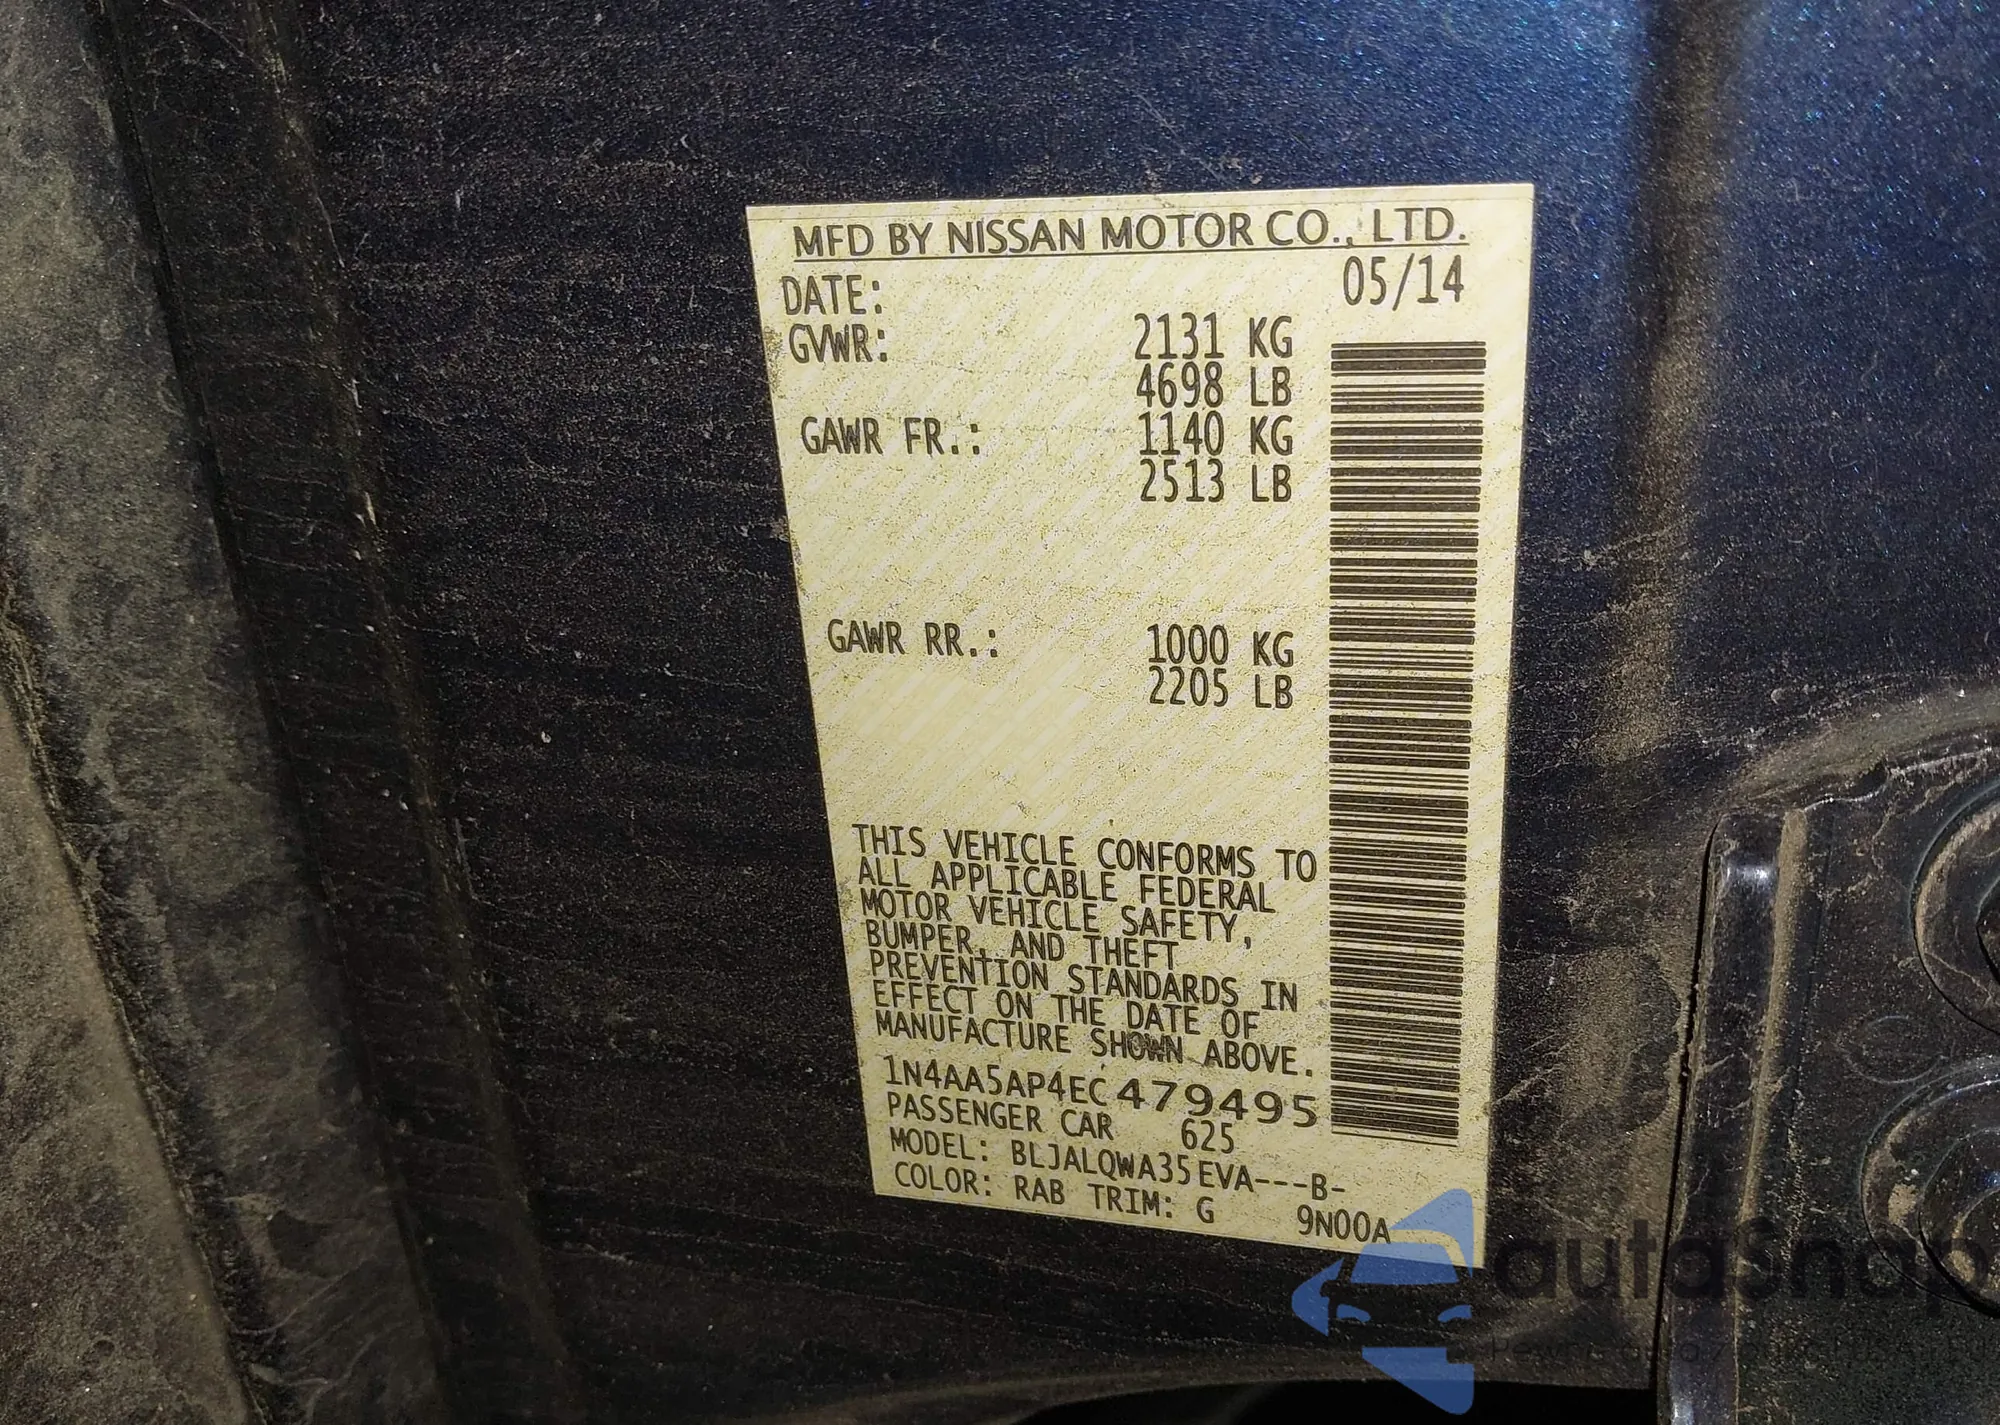 MFD BY NISSAN MOTOR CO., LTD.
DATE: 05/14
GVWR: 2131 KG
4698 LB
GAWR FR.: 1140 KG
2513 LB
GAWR RR.: 1000 KG
2205 LB
THIS VEHICLE CONFORMS TO
ALL APPLICABLE FEDERAL
MOTOR VEHICLE SAFETY,
BUMPER, AND THEFT
PREVENTION STANDARDS IN
EFFECT ON THE DATE OF
MANUFACTURE SHOWN ABOVE.
1N4AA5AP4EC479495
PASSENGER CAR 625
MODEL: BLJALQWA35EVA---B-
COLOR: RAB TRIM: G 9N00A
autosnap